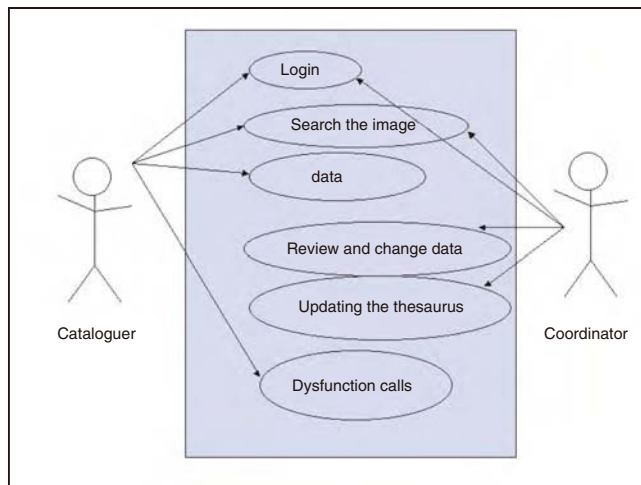 Login
Search the image
data
Review and change data
Updating the thesaurus
Cataloguer
Coordinator
Dysfunction calls